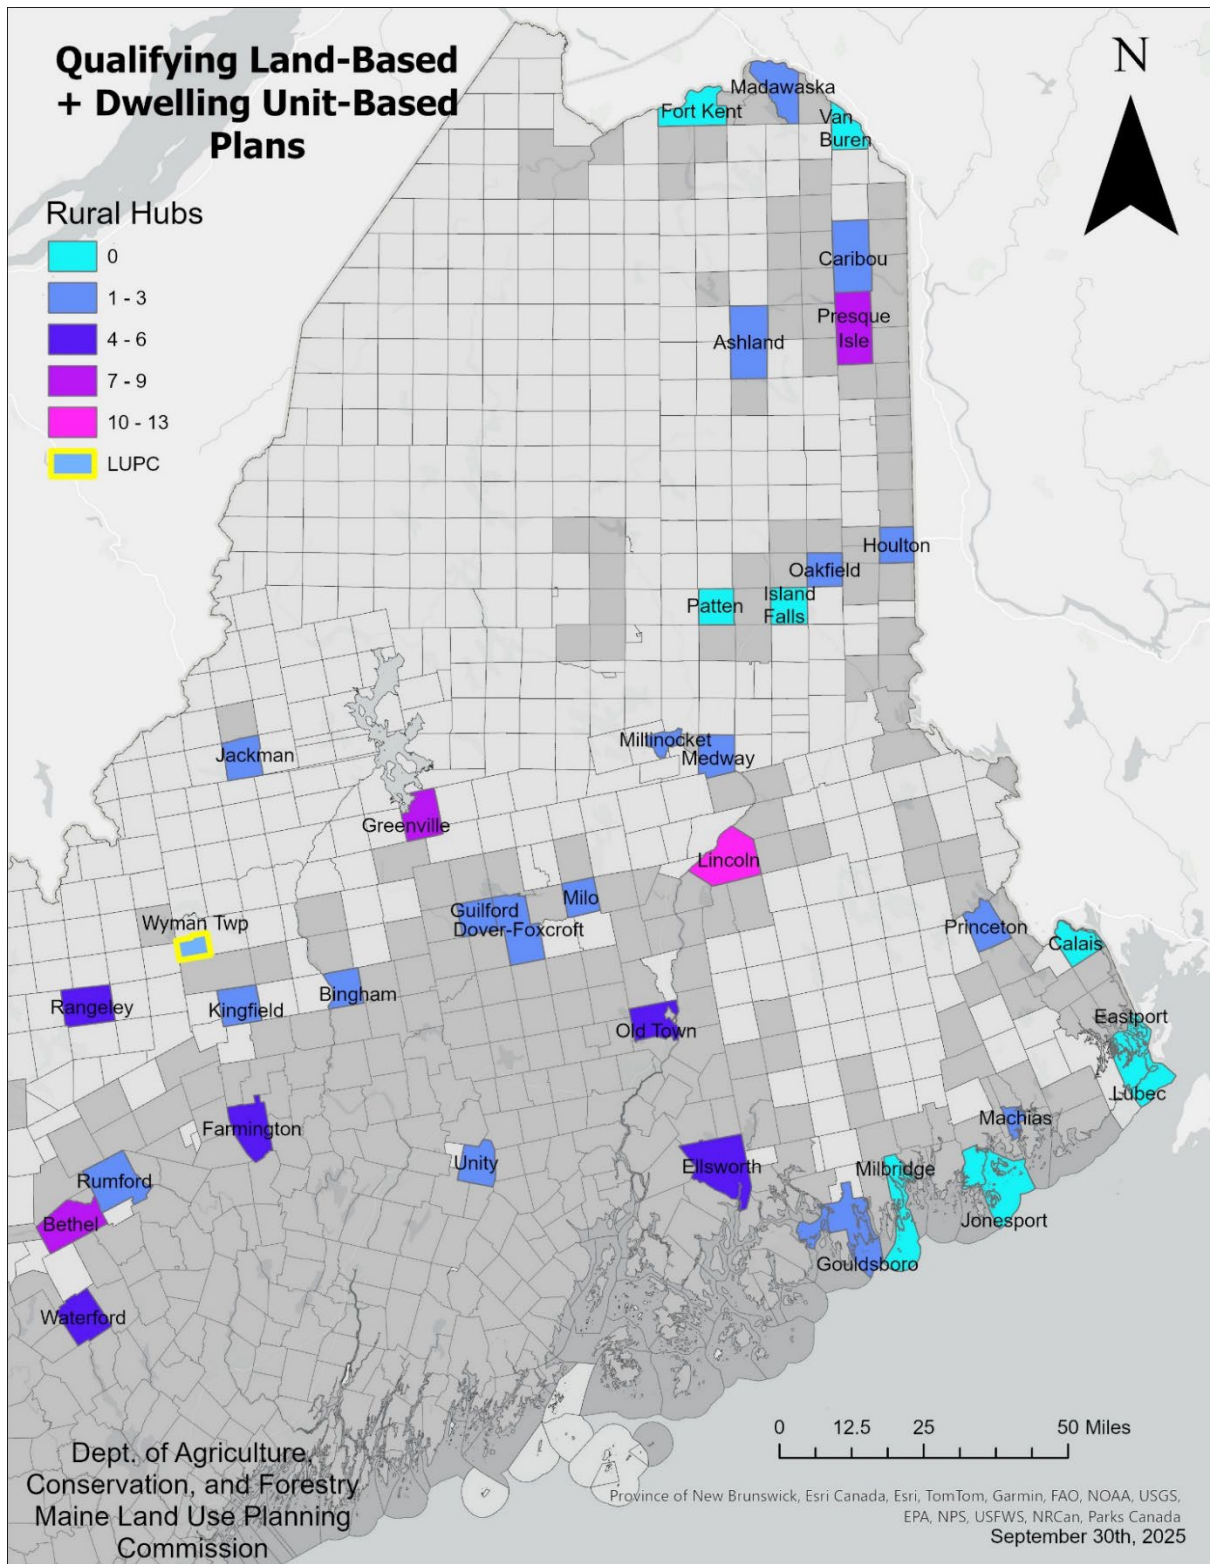 Qualifying Land-Based
+ Dwelling Unit-Based
Plans
N
Rural Hubs
0
1 - 3
4 - 6
7 - 9
10 - 13
LUPC
Madawaska
Fort Kent
Van
Buren
Caribou
Presque
Isle
Ashland
Houlton
Oakfield
Island
Falls
Patten
Millinocket
Medway
Jackman
Greenville
Lincoln
Milo
Guilford
Dover-Foxcroft
Wyman Twp
Princeton
Calais
Rangeley
Kingfield
Bingham
Old Town
Eastport
Lubec
Machias
Farmington
Unity
Ellsworth
Milbridge
Rumford
Bethel
Jonesport
Gouldsboro
Waterford
0 12.5 25 50 Miles
Dept. of Agriculture,
Conservation, and Forestry
Maine Land Use Planning
Commission
Province of New Brunswick, Esri Canada, Esri, TomTom, Garmin, FAO, NOAA, USGS,
EPA, NPS, USFWS, NRCan, Parks Canada
September 30th, 2025